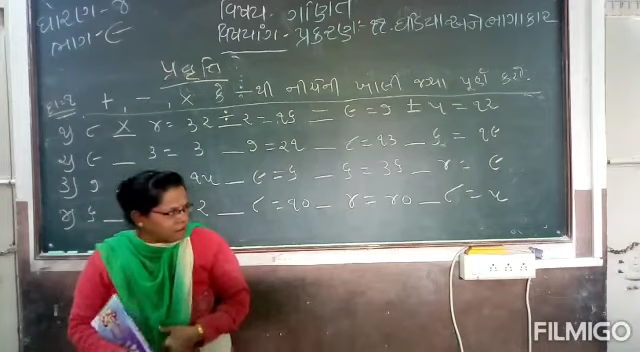 ધોરણ-૪ વિષય- ગણિત
ભાગ-૯ વિષયાંગ- પ્રકરણ: ૧૧. ઘડિયા અને ભાગાકાર
પ્રવૃત્તિ:
+, -, × કે ÷ થી નીચેની ખાલી જગ્યા પૂર્ણ કરો.
૧) ૮ × ૪ = ૩૨ ÷ ૨ = ૧૬ = ૯ = ૭ ± ૫ = ૧૨
૨) ૯ _ ૩ = ૩ _ ૭ = ૨૧ _ ૮ = ૧૩ _ ૬ = ૧૯
૩) ૭ ૧૫ _ ૯ = ૬ _ ૬ = ૩૬ _ ૪ = ૯
૪) ૬ _ ૨ _ ૮ = ૧૦ _ ૪ = ૪૦ _ ૮ = ૫
FILMIGO